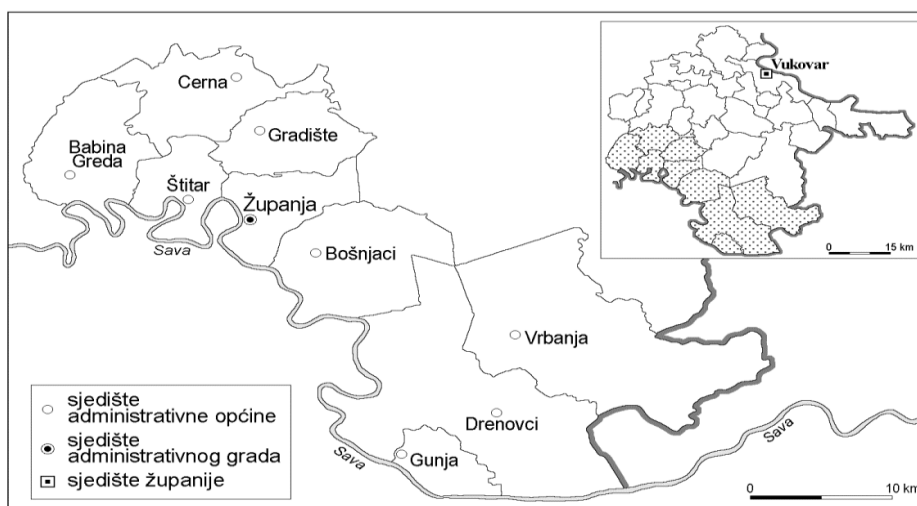 Cerna
Gradište
Babina
Greda
Štitar
Županja
Sava
Bošnjaci
Vrbanja
Drenovci
Gunja
Sava
Sava
Vukovar
0 15 km
sjedište
administrativne općine
sjedište
administrativnog grada
sjedište županije
0 10 km